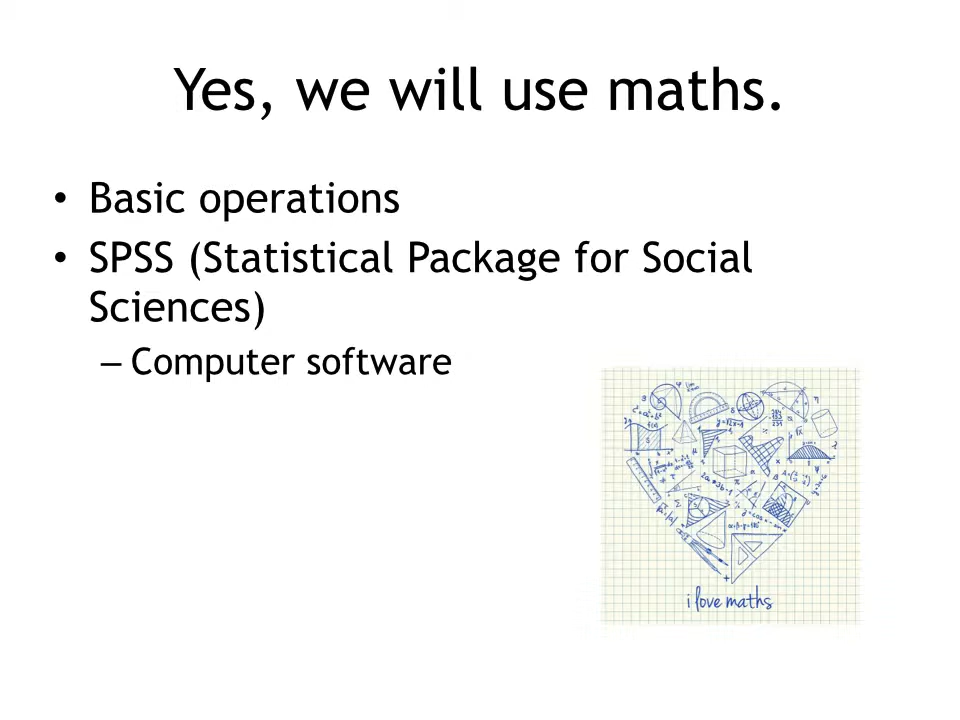 Yes, we will use maths.
• Basic operations
• SPSS (Statistical Package for Social
Sciences)
– Computer software
i love maths